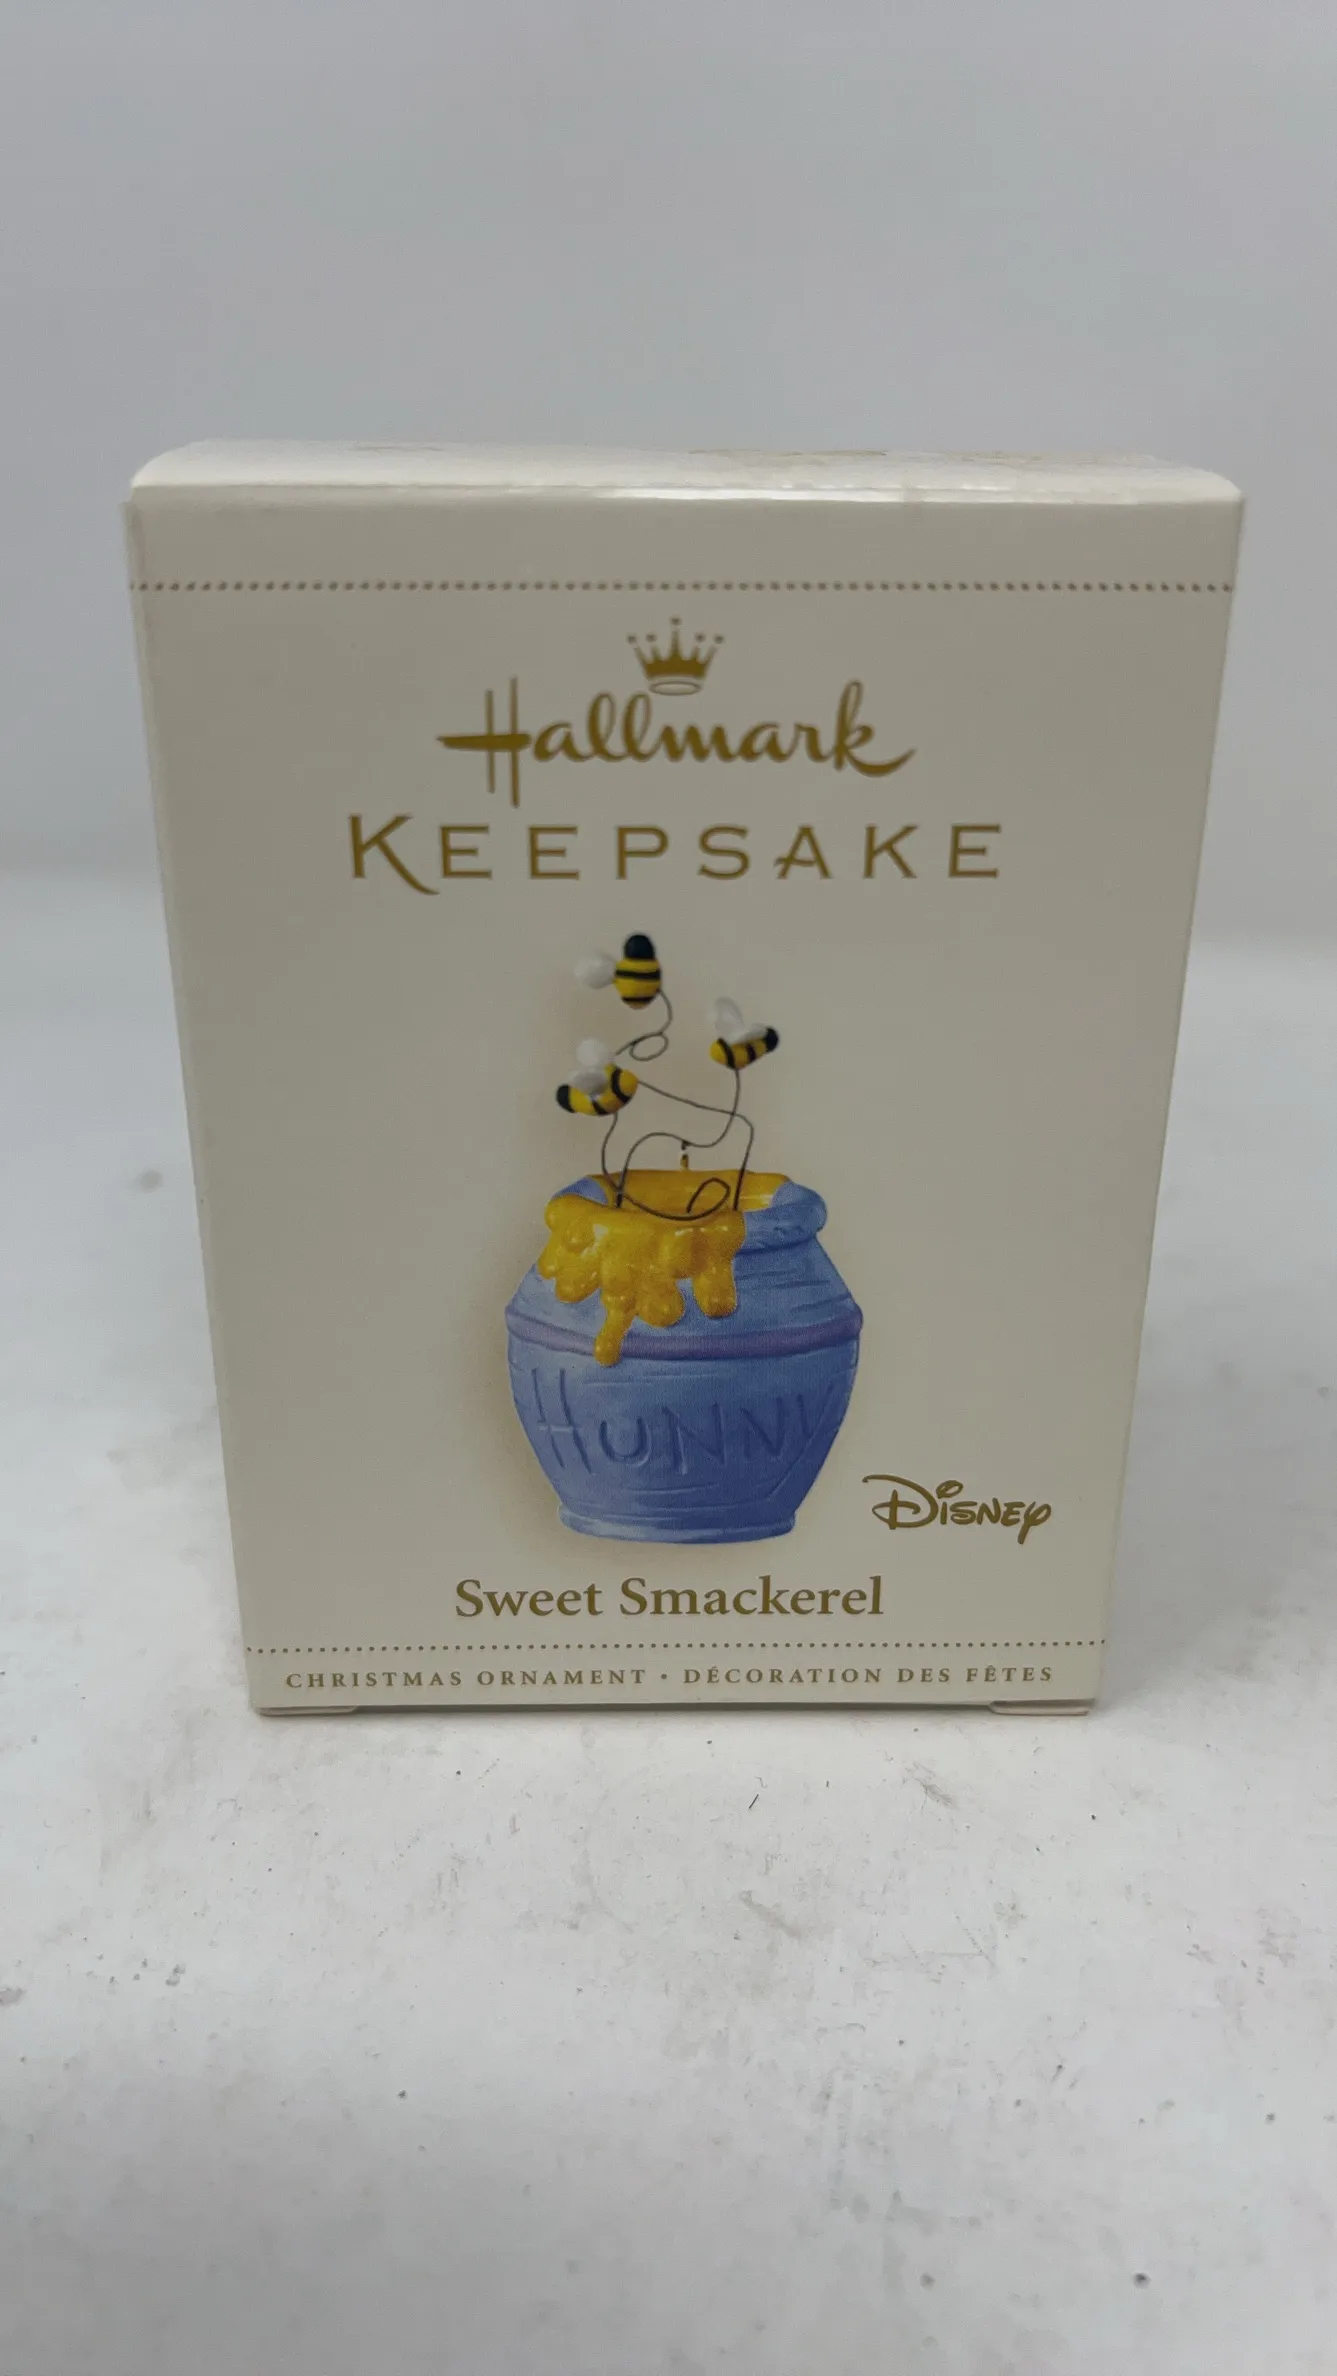 Hallmark
KEEPSAKE
HUNNY
Disney
Sweet Smackerel
CHRISTMAS ORNAMENT • DÉCORATION DES FÊTES